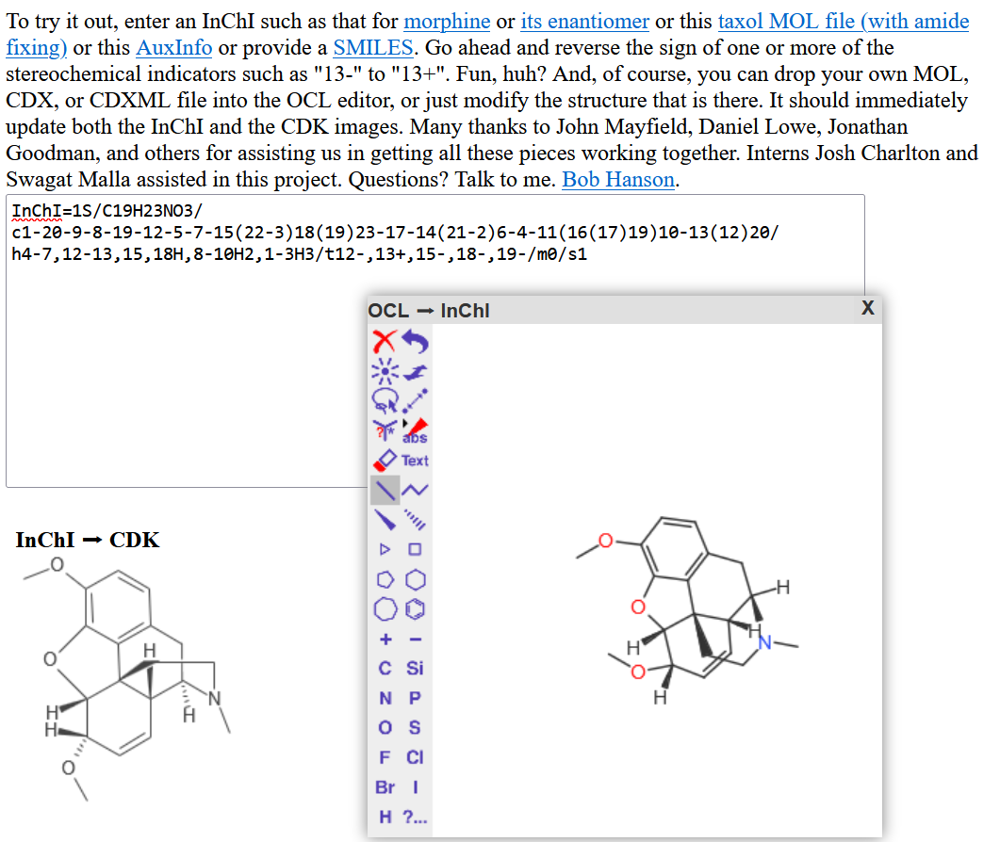 To try it out, enter an InChI such as that for morphine or its enantiomer or this taxol MOL file (with amide
fixing) or this AuxInfo or provide a SMILES. Go ahead and reverse the sign of one or more of the
stereochemical indicators such as "13-" to "13+". Fun, huh? And, of course, you can drop your own MOL,
CDX, or CDXML file into the OCL editor, or just modify the structure that is there. It should immediately
update both the InChI and the CDK images. Many thanks to John Mayfield, Daniel Lowe, Jonathan
Goodman, and others for assisting us in getting all these pieces working together. Interns Josh Charlton and
Swagat Malla assisted in this project. Questions? Talk to me. Bob Hanson.
InChI=1S/C19H23NO3/
c1-20-9-8-19-12-5-7-15(22-3)18(19)23-17-14(21-2)6-4-11(16(17)19)10-13(12)20/
h4-7,12-13,15,18H,8-10H2,1-3H3/t12-,13+,15-,18-,19-/m0/s1
OCL → InChI X
?* abs
Text
+ −
C Si
N P
O S
F Cl
Br I
H ?...
O
H
O
H
H
N
O
H
InChI → CDK
O
H
O
N
H
H
H
O